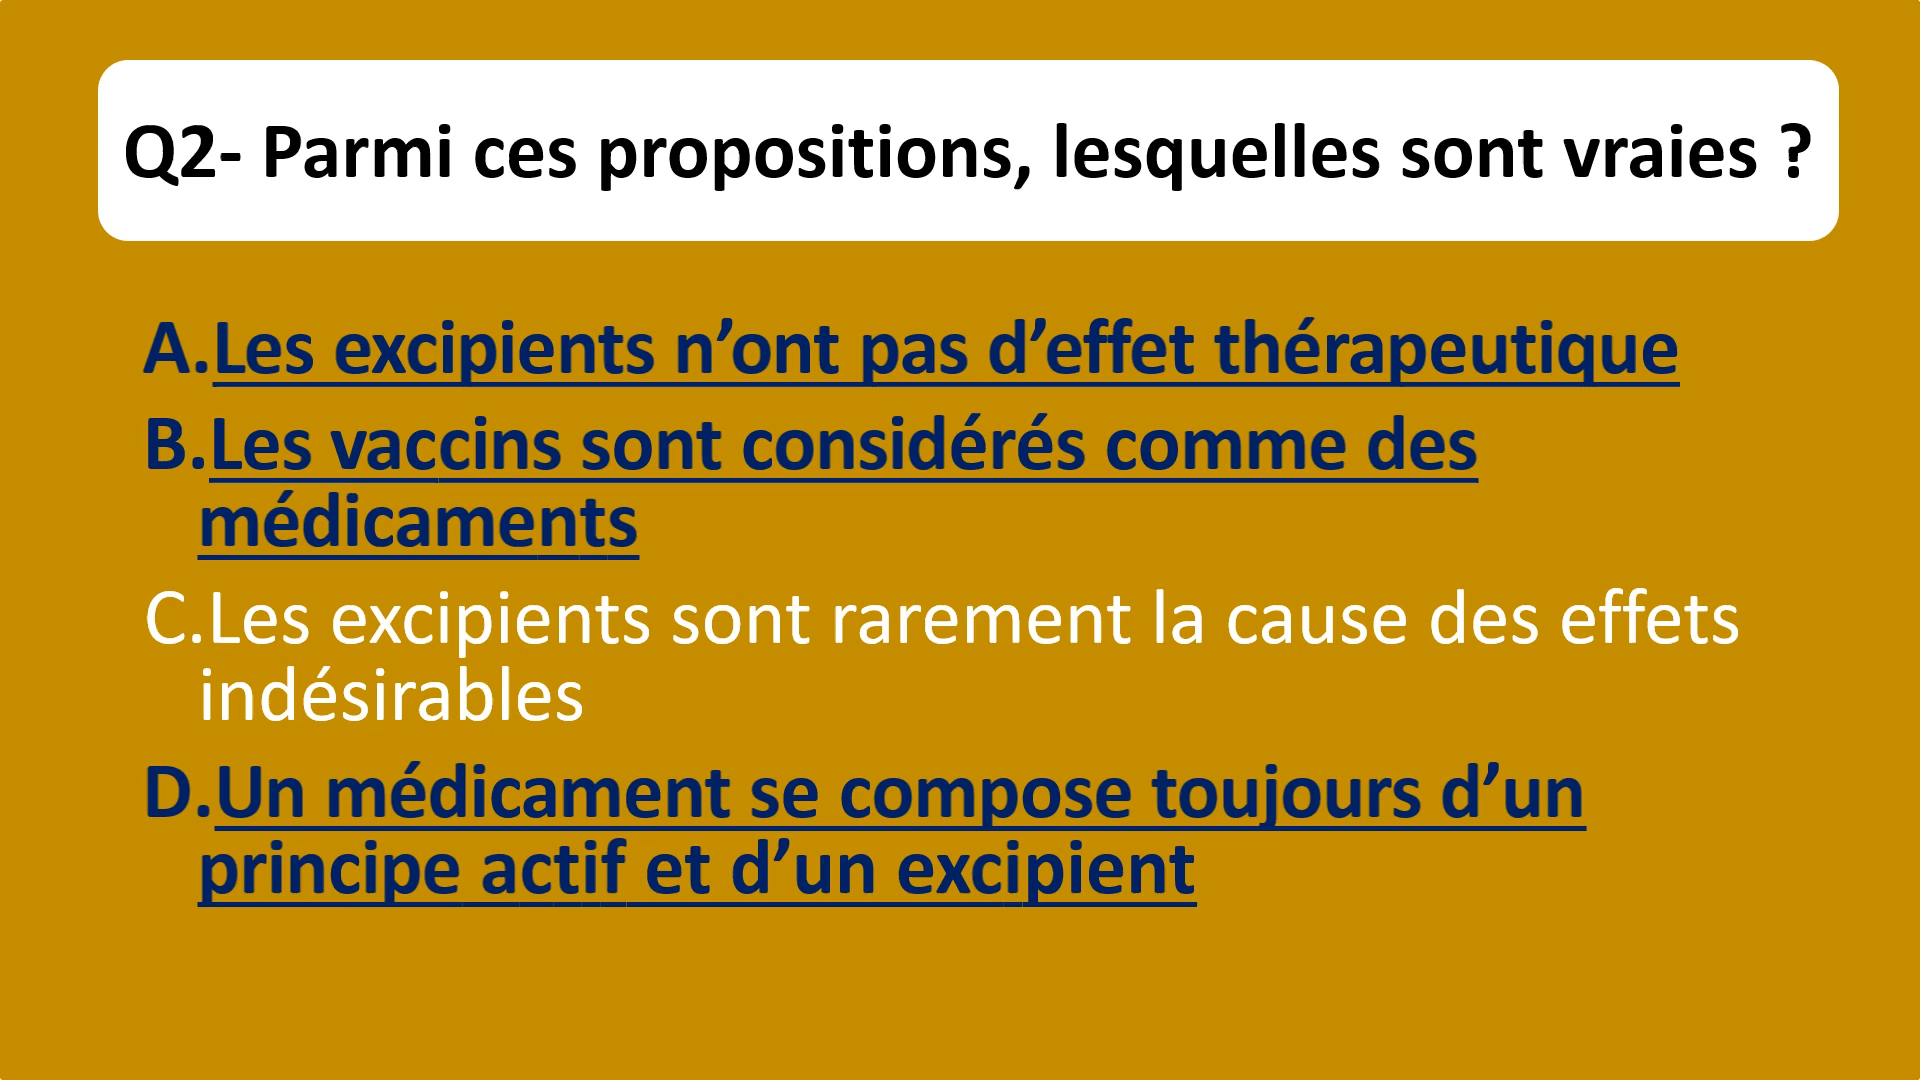 Q2- Parmi ces propositions, lesquelles sont vraies ?
A.Les excipients n’ont pas d’effet thérapeutique
B.Les vaccins sont considérés comme des
médicaments
C.Les excipients sont rarement la cause des effets
indésirables
D.Un médicament se compose toujours d’un
principe actif et d’un excipient